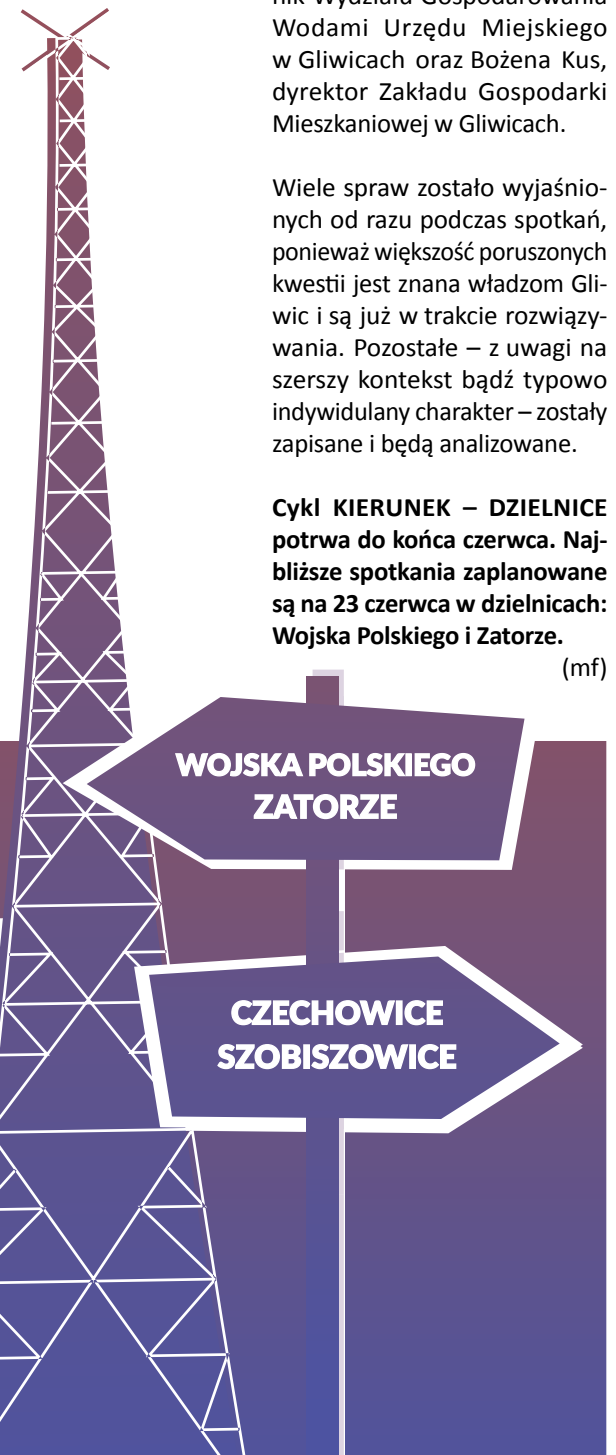 nik Wydziału Gospodarowania
Wodami Urzędu Miejskiego
w Gliwicach oraz Bożena Kus,
dyrektor Zakładu Gospodarki
Mieszkaniowej w Gliwicach.
Wiele spraw zostało wyjaśnio-
nych od razu podczas spotkań,
ponieważ większość poruszonych
kwestii jest znana władzom Gli-
wic i są już w trakcie rozwiązy-
wania. Pozostałe – z uwagi na
szerszy kontekst bądź typowo
indywidulany charakter – zostały
zapisane i będą analizowane.
Cykl KIERUNEK – DZIELNICE
potrwa do końca czerwca. Naj-
bliższe spotkania zaplanowane
są na 23 czerwca w dzielnicach:
Wojska Polskiego i Zatorze.
(mf)
WOJSKA POLSKIEGO
ZATORZE
CZECHOWICE
SZOBISZOWICE